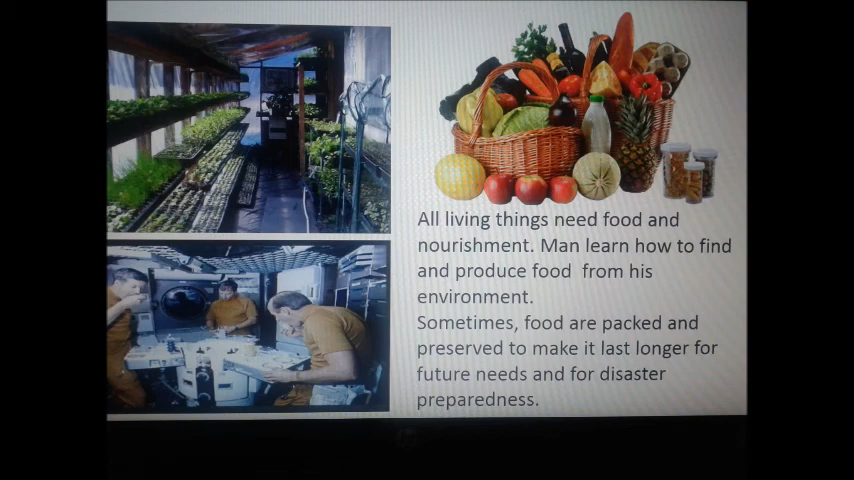 All living things need food and
nourishment. Man learn how to find
and produce food from his
environment.
Sometimes, food are packed and
preserved to make it last longer for
future needs and for disaster
preparedness.